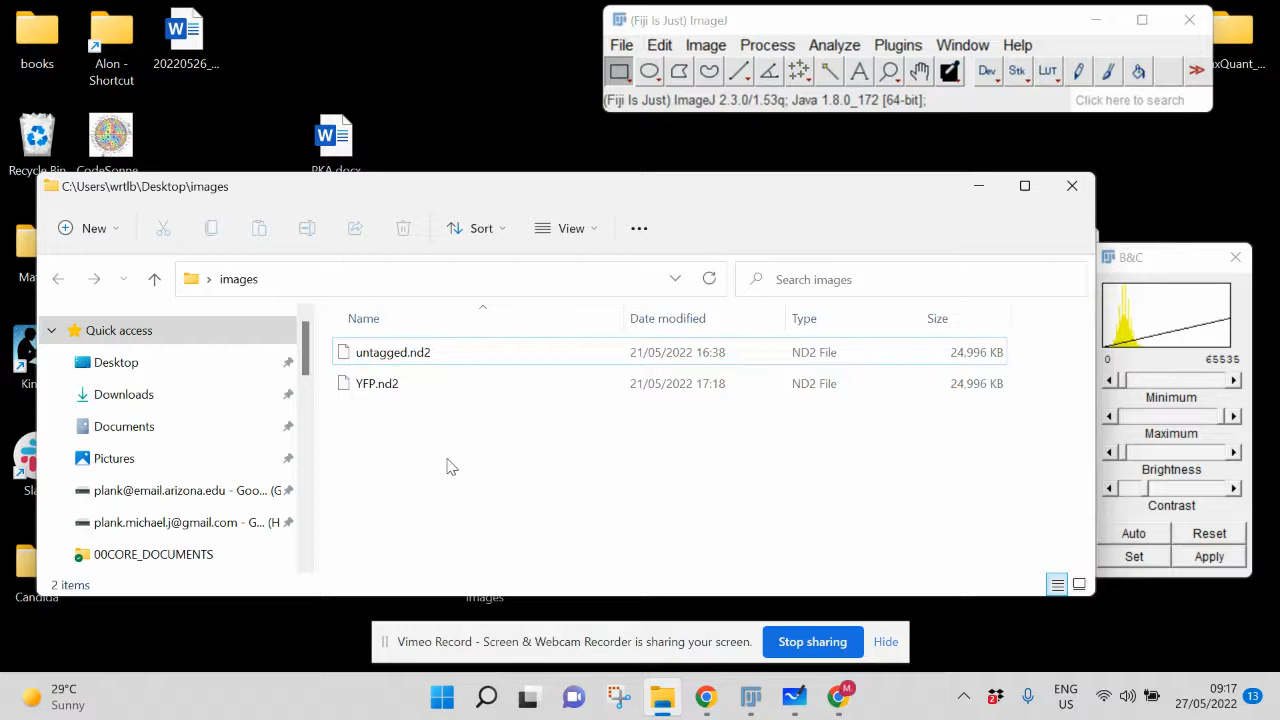 books
Alon -
Shortcut
20220526_...
Recycle Bin
CodeSonne
PKA.docx
(Fiji Is Just) ImageJ
File Edit Image Process Analyze Plugins Window Help
Dev Stk LUT
(Fiji Is Just) ImageJ 2.3.0/1.53q; Java 1.8.0_172 [64-bit];
Click here to search
xQuant_...
C:\Users\wrtlb\Desktop\images
New
Sort
View
images
Search images
Name Date modified Type Size
untagged.nd2 21/05/2022 16:38 ND2 File 24,996 KB
YFP.nd2 21/05/2022 17:18 ND2 File 24,996 KB
Quick access
Desktop
Downloads
Documents
Pictures
plank@email.arizona.edu - Goo... (G
plank.michael.j@gmail.com - G... (H
00CORE_DOCUMENTS
2 items
Mat
Kin
Sla
Candida
images
B&C
0 65535
Minimum
Maximum
Brightness
Contrast
Auto Reset
Set Apply
Vimeo Record - Screen & Webcam Recorder is sharing your screen.
Stop sharing
Hide
29°C
Sunny
M.
2
ENG
US
09:17
27/05/2022
13